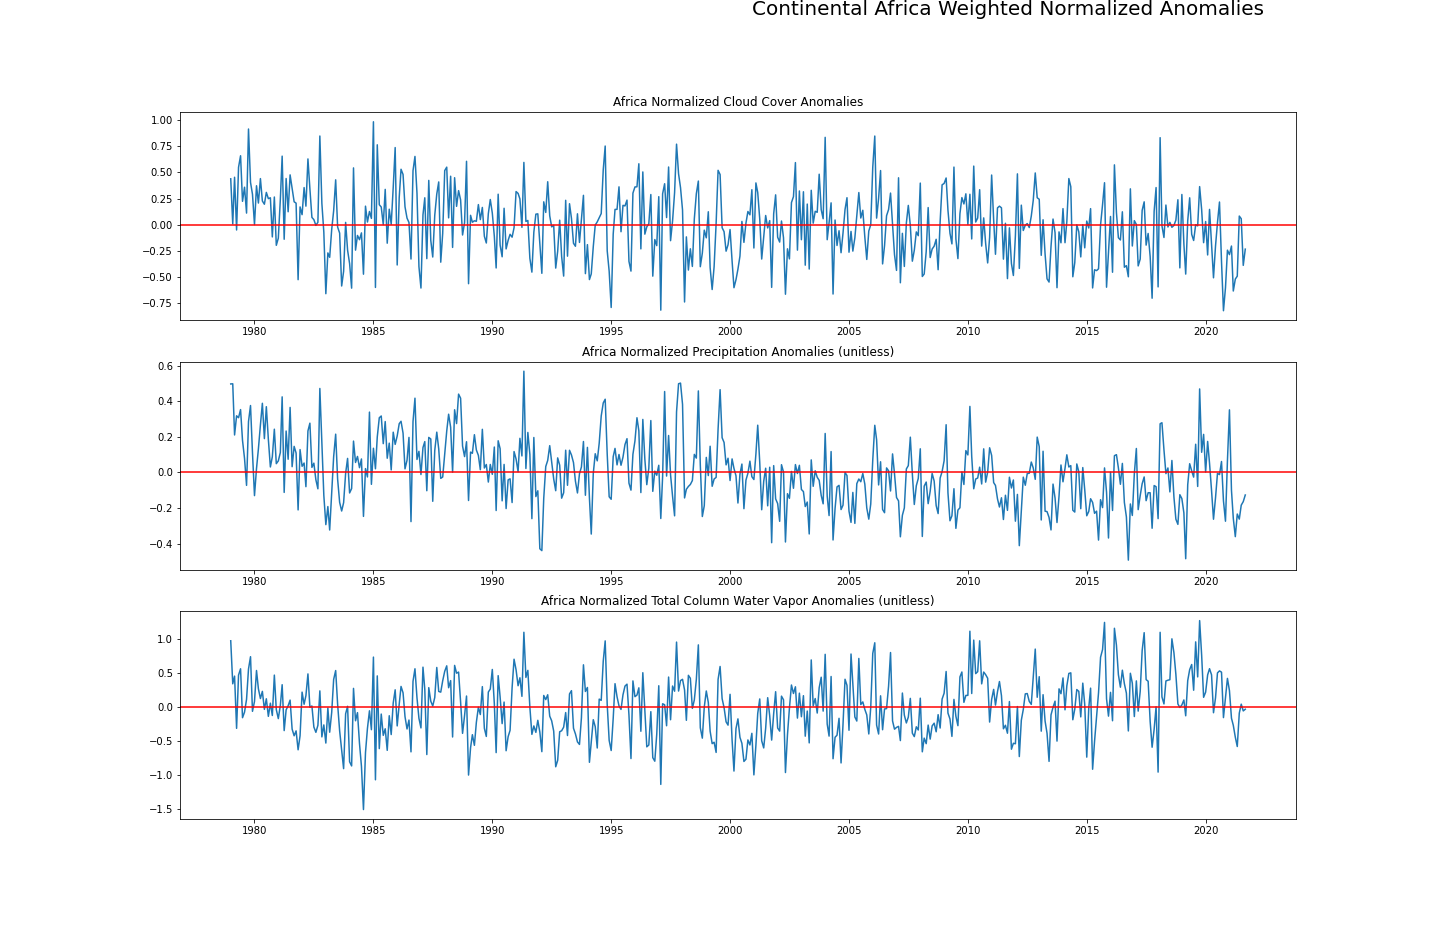 Continental Africa Weighted Normalized Anomalies
Africa Normalized Cloud Cover Anomalies
1.00
0.75
0.50
0.25
0.00
−0.25
−0.50
−0.75
1980 1985 1990 1995 2000 2005 2010 2015 2020
Africa Normalized Precipitation Anomalies (unitless)
0.6
0.4
0.2
0.0
−0.2
−0.4
1980 1985 1990 1995 2000 2005 2010 2015 2020
Africa Normalized Total Column Water Vapor Anomalies (unitless)
1.0
0.5
0.0
−0.5
−1.0
−1.5
1980 1985 1990 1995 2000 2005 2010 2015 2020